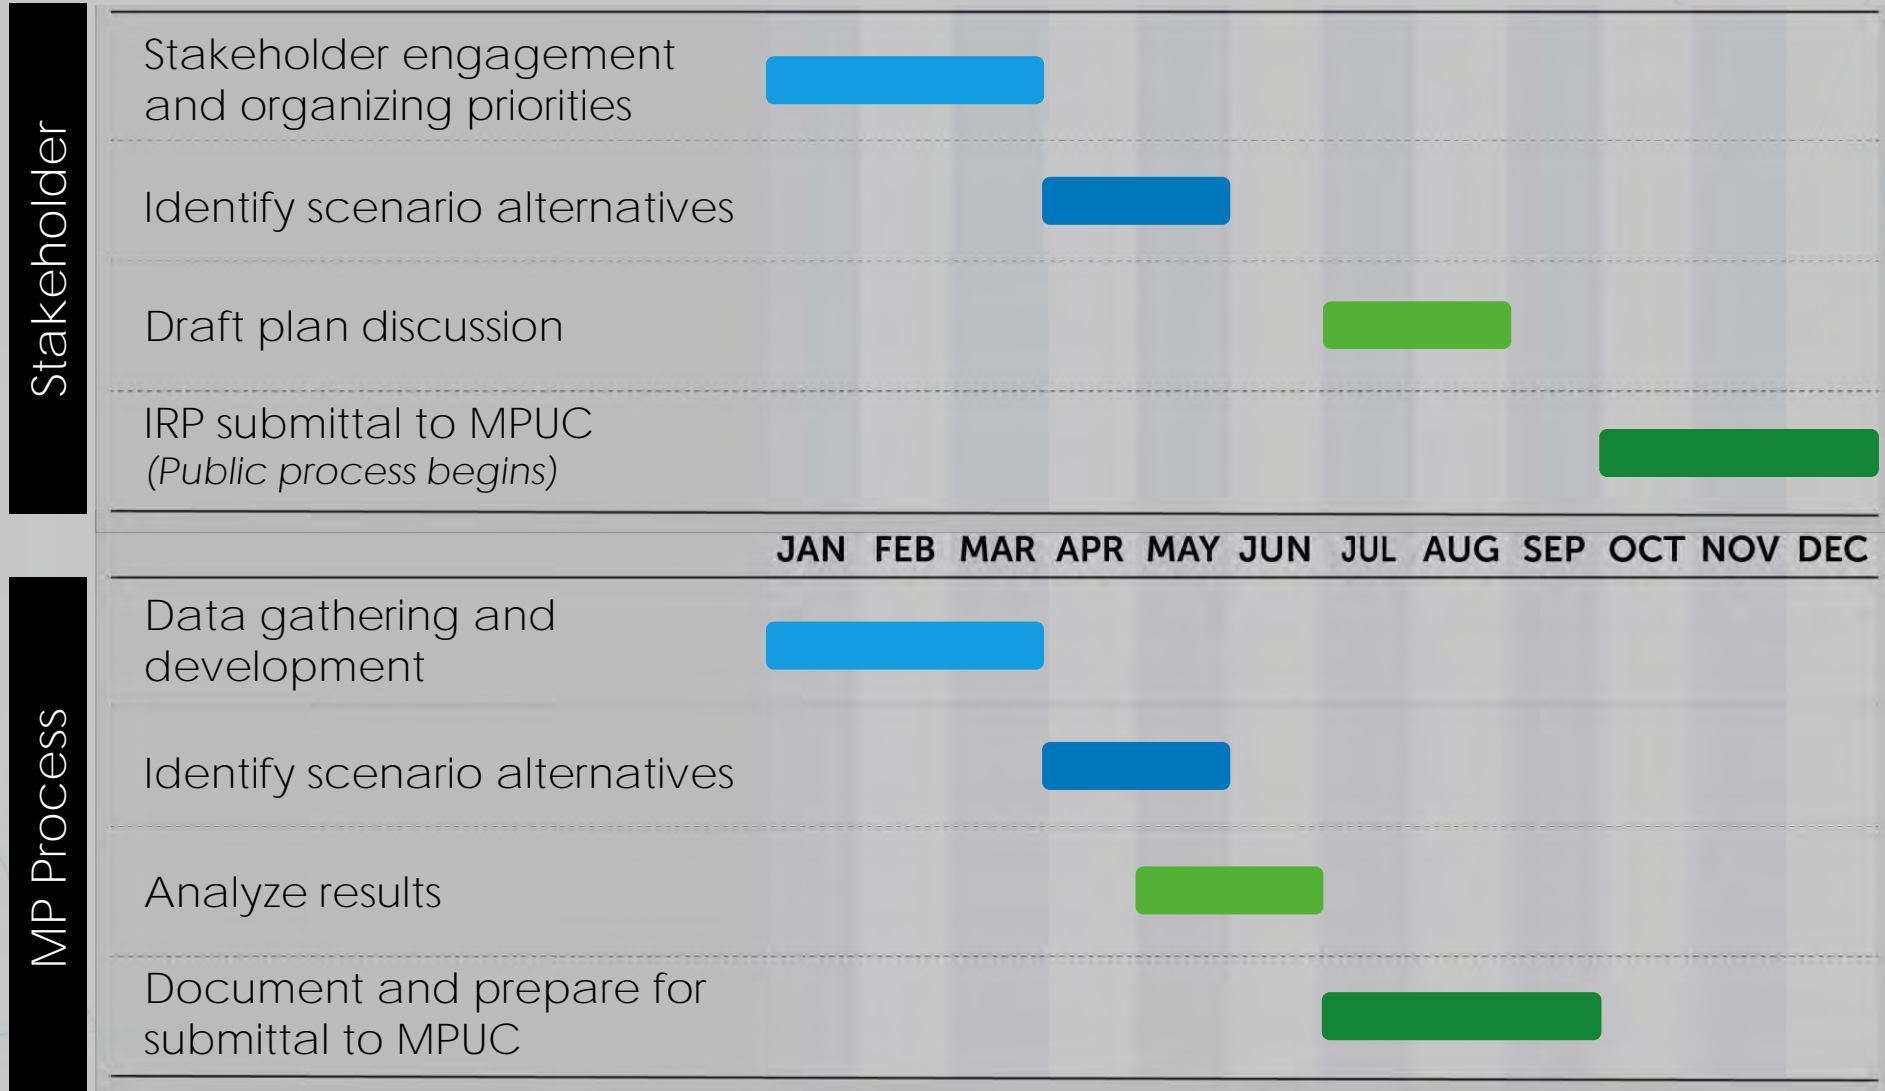 Stakeholder
Stakeholder engagement
and organizing priorities
Identify scenario alternatives
Draft plan discussion
IRP submittal to MPUC
(Public process begins)
JAN FEB MAR APR MAY JUN JUL AUG SEP OCT NOV DEC
MP Process
Data gathering and
development
Identify scenario alternatives
Analyze results
Document and prepare for
submittal to MPUC